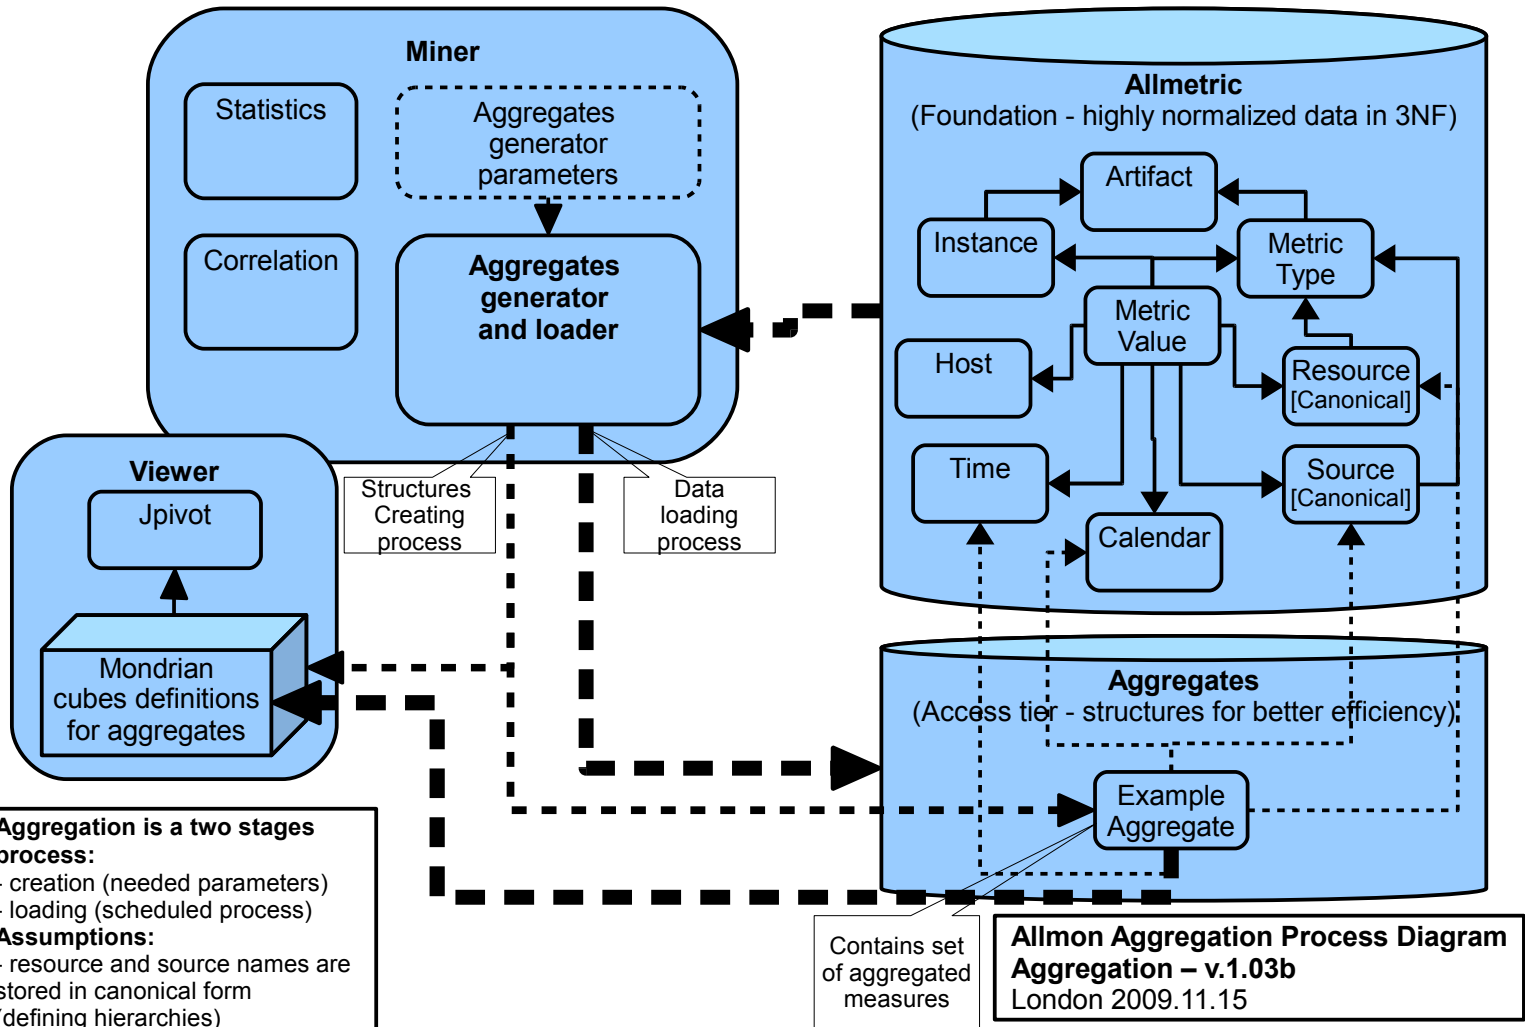 Miner
Statistics
Aggregates
generator
parameters
Correlation
Aggregates
generator
and loader
Allmetric
(Foundation - highly normalized data in 3NF)
Artifact
Instance
Metric
Type
Metric
Value
Host
Resource
[Canonical]
Time
Source
[Canonical]
Calendar
Viewer
Jpivot
Mondrian
cubes definitions
for aggregates
Structures
Creating
process
Data
loading
process
Aggregates
(Access tier - structures for better efficiency)
Example
Aggregate
Aggregation is a two stages
process:
- creation (needed parameters)
- loading (scheduled process)
Assumptions:
- resource and source names are
stored in canonical form
(defining hierarchies)
Contains set
of aggregated
measures
Allmon Aggregation Process Diagram
Aggregation – v.1.03b
London 2009.11.15